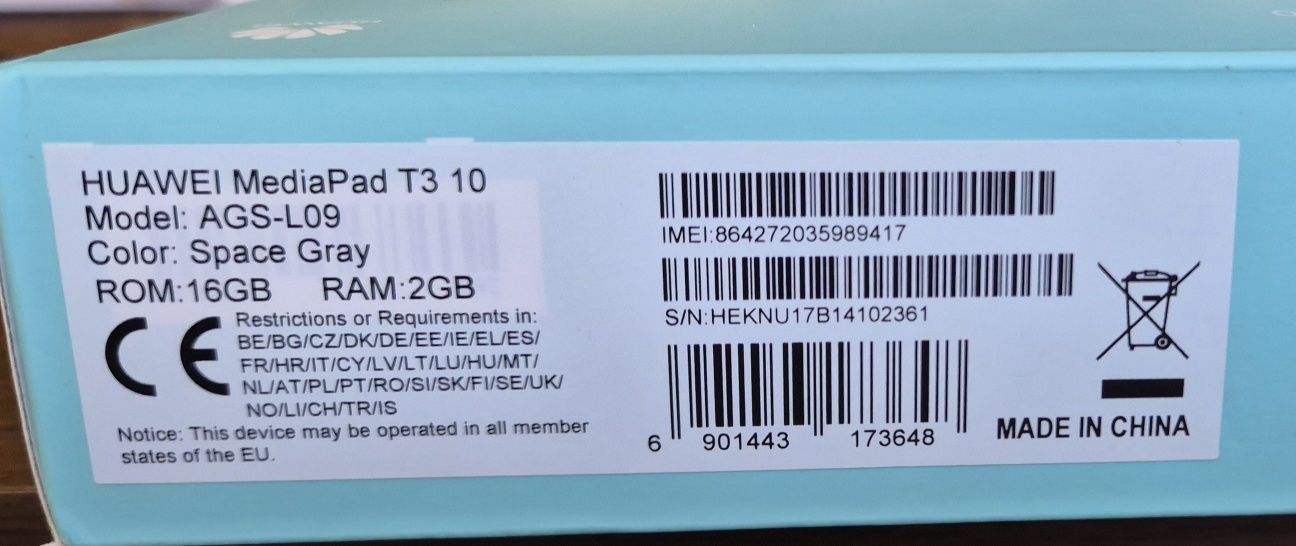 HUAWEI MediaPad T3 10
Model: AGS-L09
Color: Space Gray
ROM:16GB RAM:2GB
CE
Restrictions or Requirements in:
BE/BG/CZ/DK/DE/EE/IE/EL/ES/
FR/HR/IT/CY/LV/LT/LU/HU/MT/
NL/AT/PL/PT/RO/SI/SK/FI/SE/UK/
NO/LI/CH/TR/IS
Notice: This device may be operated in all member
states of the EU.
IMEI:864272035989417
S/N:HEKNU17B14102361
6 901443 173648
MADE IN CHINA